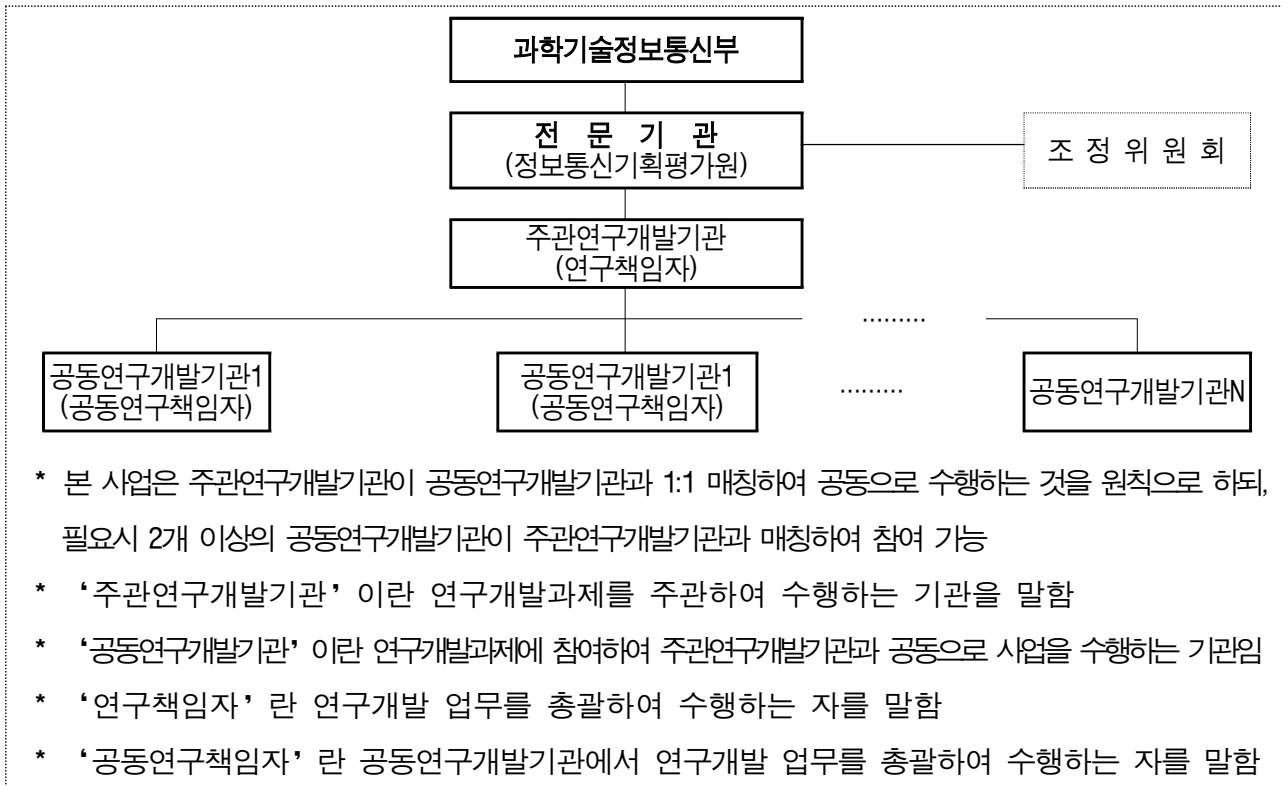 과학기술정보통신부
전 문 기 관
(정보통신기획평가원)
조 정 위 원 회
주관연구개발기관
(연구책임자)
………
공동연구개발기관1
(공동연구책임자)
공동연구개발기관1
(공동연구책임자)
………
공동연구개발기관N
* 본 사업은 주관연구개발기관이 공동연구개발기관과 1:1 매칭하여 공동으로 수행하는 것을 원칙으로 하되,
필요시 2개 이상의 공동연구개발기관이 주관연구개발기관과 매칭하여 참여 가능
* ‘주관연구개발기관’ 이란 연구개발과제를 주관하여 수행하는 기관을 말함
* ‘공동연구개발기관’ 이란 연구개발과제에 참여하여 주관연구개발기관과 공동으로 사업을 수행하는 기관임
* ‘연구책임자’ 란 연구개발 업무를 총괄하여 수행하는 자를 말함
* ‘공동연구책임자’ 란 공동연구개발기관에서 연구개발 업무를 총괄하여 수행하는 자를 말함